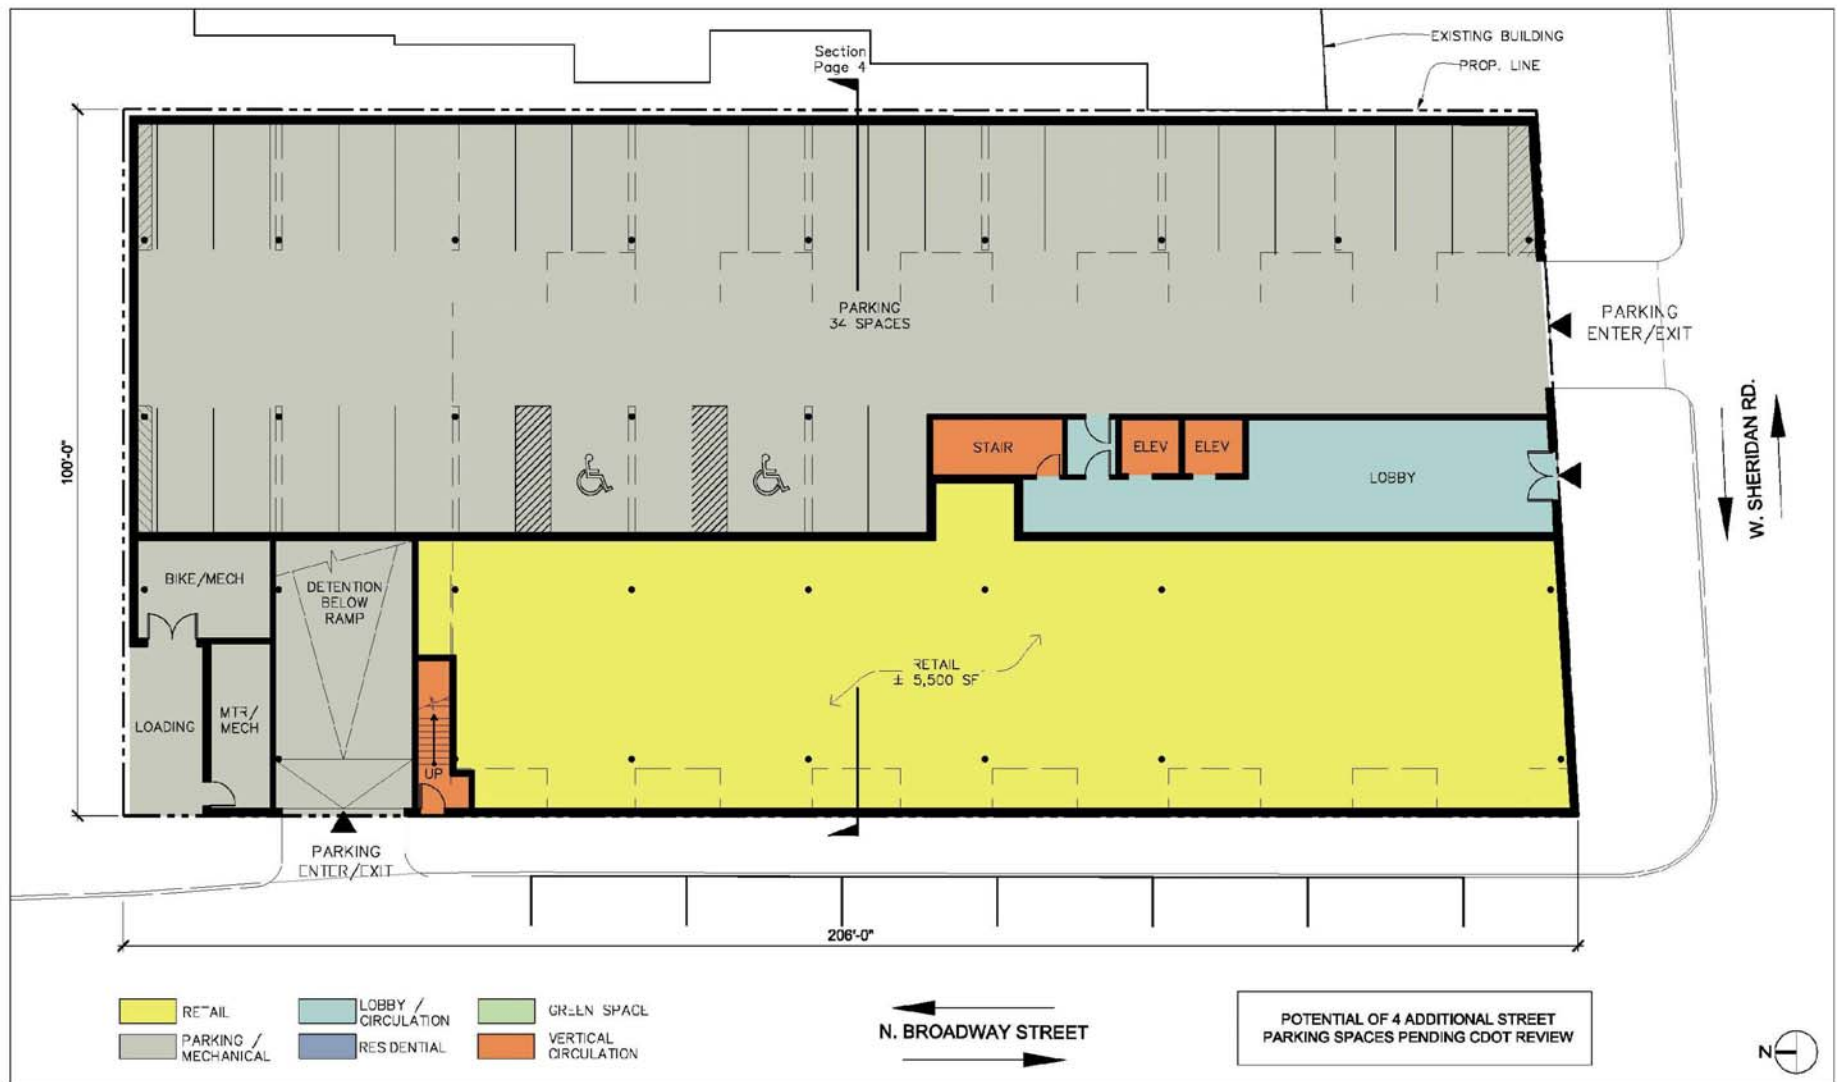 Section
Page 4
EXISTING BUILDING
PROP. LINE
PARKING
34 SPACES
PARKING
ENTER/EXIT
100'-0"
STAIR
ELEV
ELEV
LOBBY
W. SHERIDAN RD.
BIKE/MECH
DETENTION
BELOW
RAMP
RETAIL
± 5,500 SF
LOADING
MTR/
MECH
UP
PARKING
ENTER/EXIT
206'-0"
RETAIL
PARKING /
MECHANICAL
LOBBY /
CIRCULATION
RESIDENTIAL
GREEN SPACE
VERTICAL
CIRCULATION
N. BROADWAY STREET
POTENTIAL OF 4 ADDITIONAL STREET
PARKING SPACES PENDING CDOT REVIEW
N